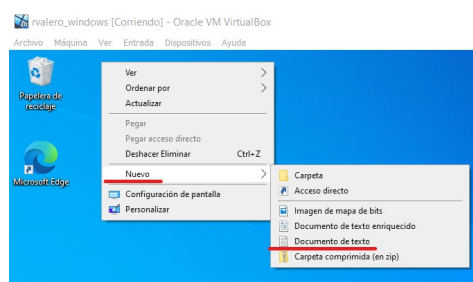 rvalero_windows [Corriendo] - Oracle VM VirtualBox
Archivo Máquina Ver Entrada Dispositivos Ayuda
Papelera de
reciclaje
Microsoft Edge
Ver
Ordenar por
Actualizar
Pegar
Pegar acceso directo
Deshacer Eliminar Ctrl+Z
Nuevo
Configuración de pantalla
Personalizar
Carpeta
Acceso directo
Imagen de mapa de bits
Documento de texto enriquecido
Documento de texto
Carpeta comprimida (en zip)